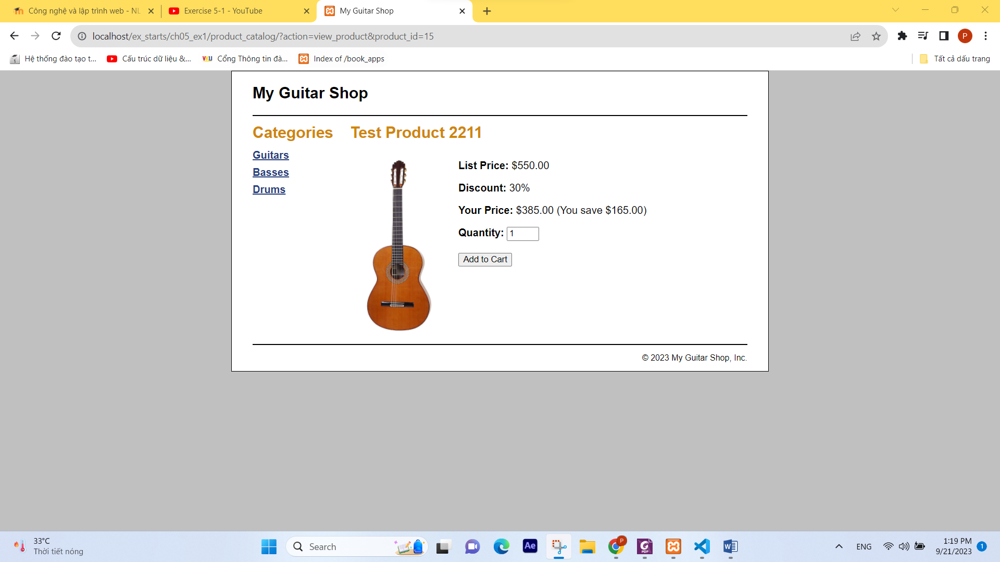 Công nghệ và lập trình web - NL
Exercise 5-1 - YouTube
My Guitar Shop
localhost/ex_starts/ch05_ex1/product_catalog/?action=view_product&product_id=15
P
Hệ thống đào tạo t...
Cấu trúc dữ liệu &...
VKU
Cổng Thông tin đà...
Index of /book_apps
Tất cả dấu trang
My Guitar Shop
Categories
Test Product 2211
Guitars
Basses
Drums
List Price: $550.00
Discount: 30%
Your Price: $385.00 (You save $165.00)
Quantity: 1
Add to Cart
© 2023 My Guitar Shop, Inc.
33°C
Thời tiết nóng
Search
Ae
P
PDF
ENG
1:19 PM
9/21/2023
1